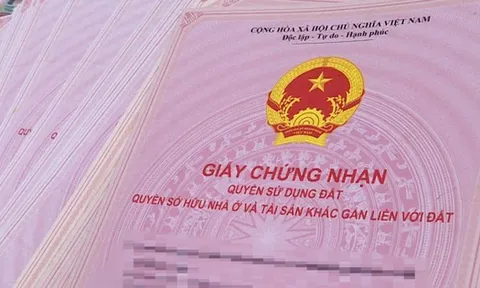 CỘNG HÒA XÃ HỘI CHỦ NGHĨA VIỆT NAM
Độc lập - Tự do - Hạnh phúc
GIẤY CHỨNG NHẬN
QUYỀN SỬ DỤNG ĐẤT
QUYỀN SỞ HỮU NHÀ Ở VÀ TÀI SẢN KHÁC GẮN LIỀN VỚI ĐẤT